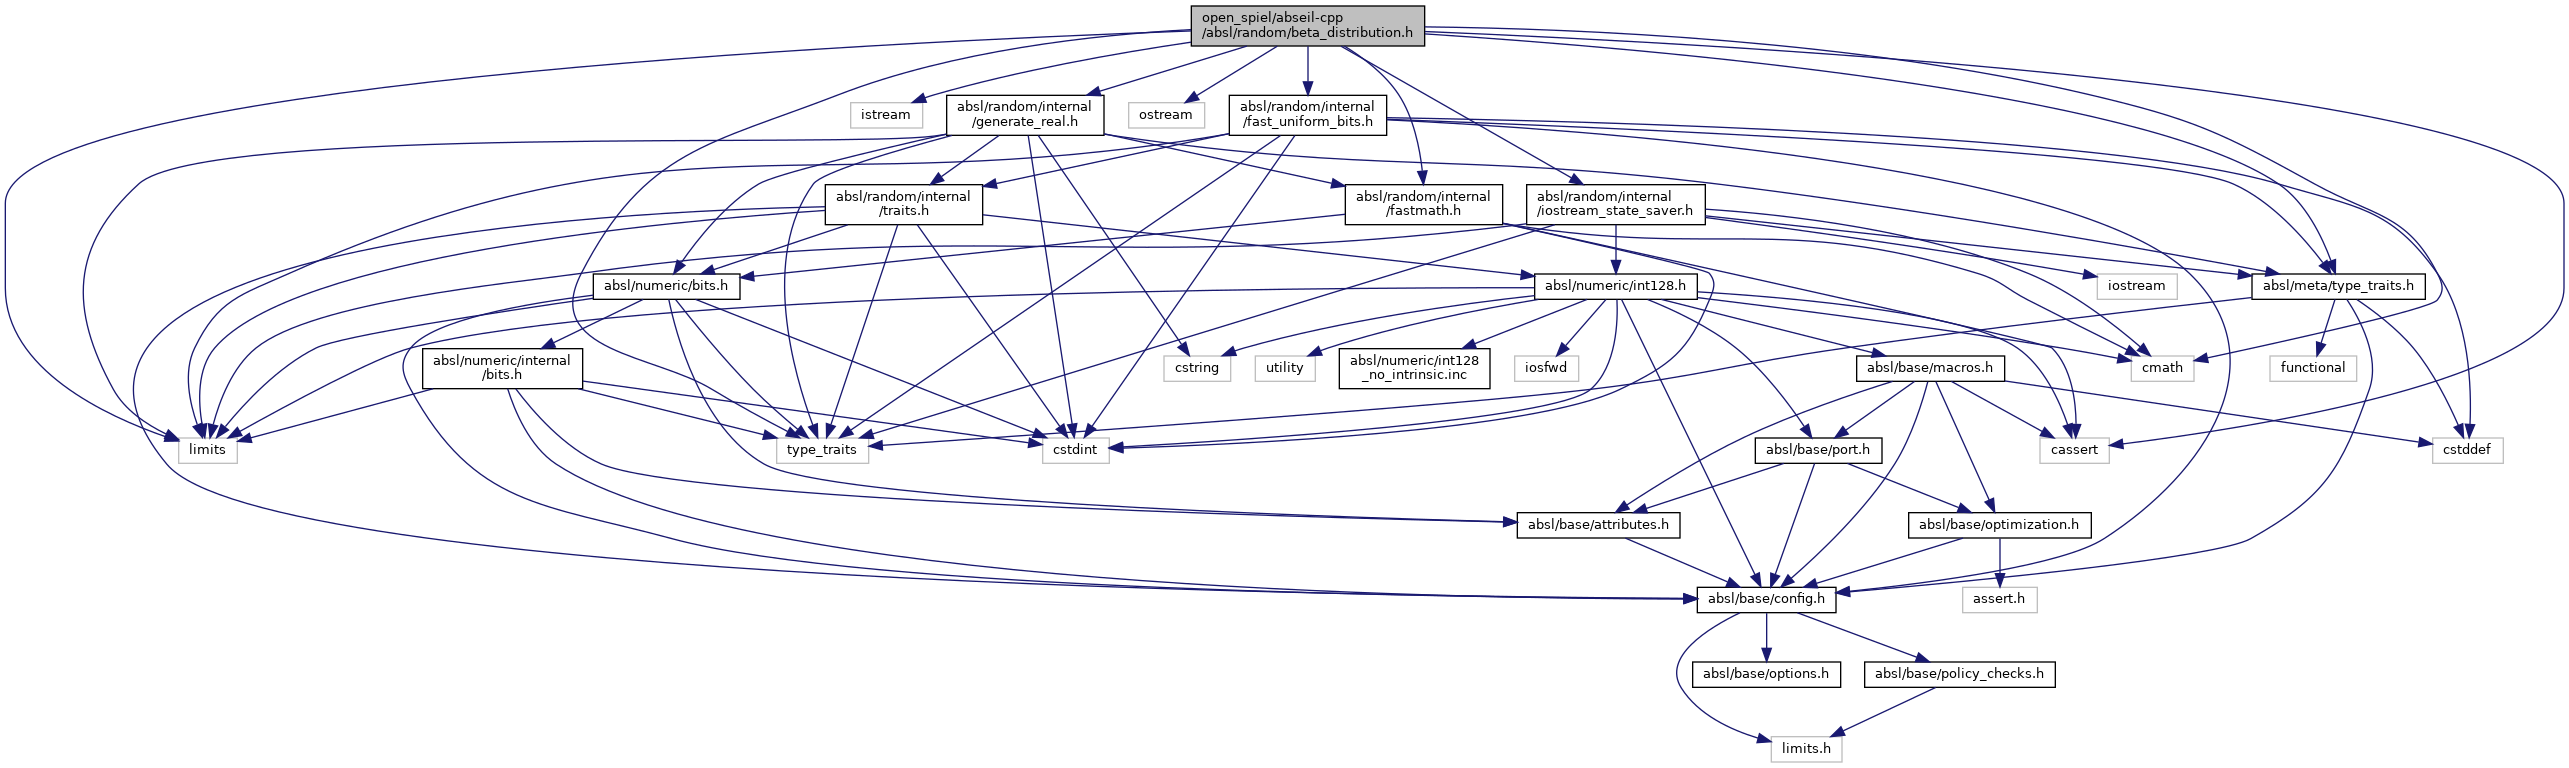 open_spiel/abseil-cpp
/absl/random/beta_distribution.h
istream
absl/random/internal
/generate_real.h
ostream
absl/random/internal
/fast_uniform_bits.h
absl/random/internal
/traits.h
absl/random/internal
/fastmath.h
absl/random/internal
/iostream_state_saver.h
absl/numeric/bits.h
absl/numeric/int128.h
iostream
absl/meta/type_traits.h
absl/numeric/internal
/bits.h
cstring
utility
absl/numeric/int128
_no_intrinsic.inc
iosfwd
absl/base/macros.h
cmath
functional
limits
type_traits
cstdint
absl/base/port.h
cassert
cstddef
absl/base/attributes.h
absl/base/optimization.h
absl/base/config.h
assert.h
absl/base/options.h
absl/base/policy_checks.h
limits.h